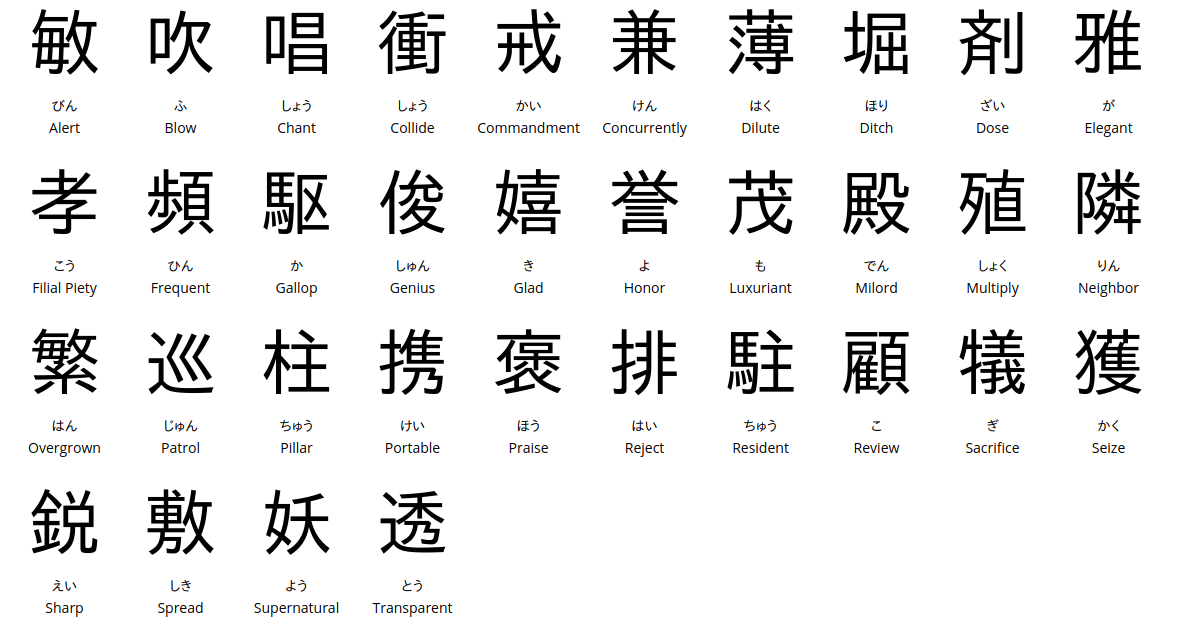 敏 吹 唱 衝 戒 兼 薄 堀 剤 雅
びん ふ しょう しょう かい けん はく ほり ざい が
Alert Blow Chant Collide Commandment Concurrently Dilute Ditch Dose Elegant
孝 頻 駆 俊 嬉 誉 茂 殿 殖 隣
こう ひん か しゅん き よ も でん しょく りん
Filial Piety Frequent Gallop Genius Glad Honor Luxuriant Milord Multiply Neighbor
繁 巡 柱 携 褒 排 駐 顧 犠 獲
はん じゅん ちゅう けい ほう はい ちゅう こ ぎ かく
Overgrown Patrol Pillar Portable Praise Reject Resident Review Sacrifice Seize
鋭 敷 妖 透
えい しき よう とう
Sharp Spread Supernatural Transparent